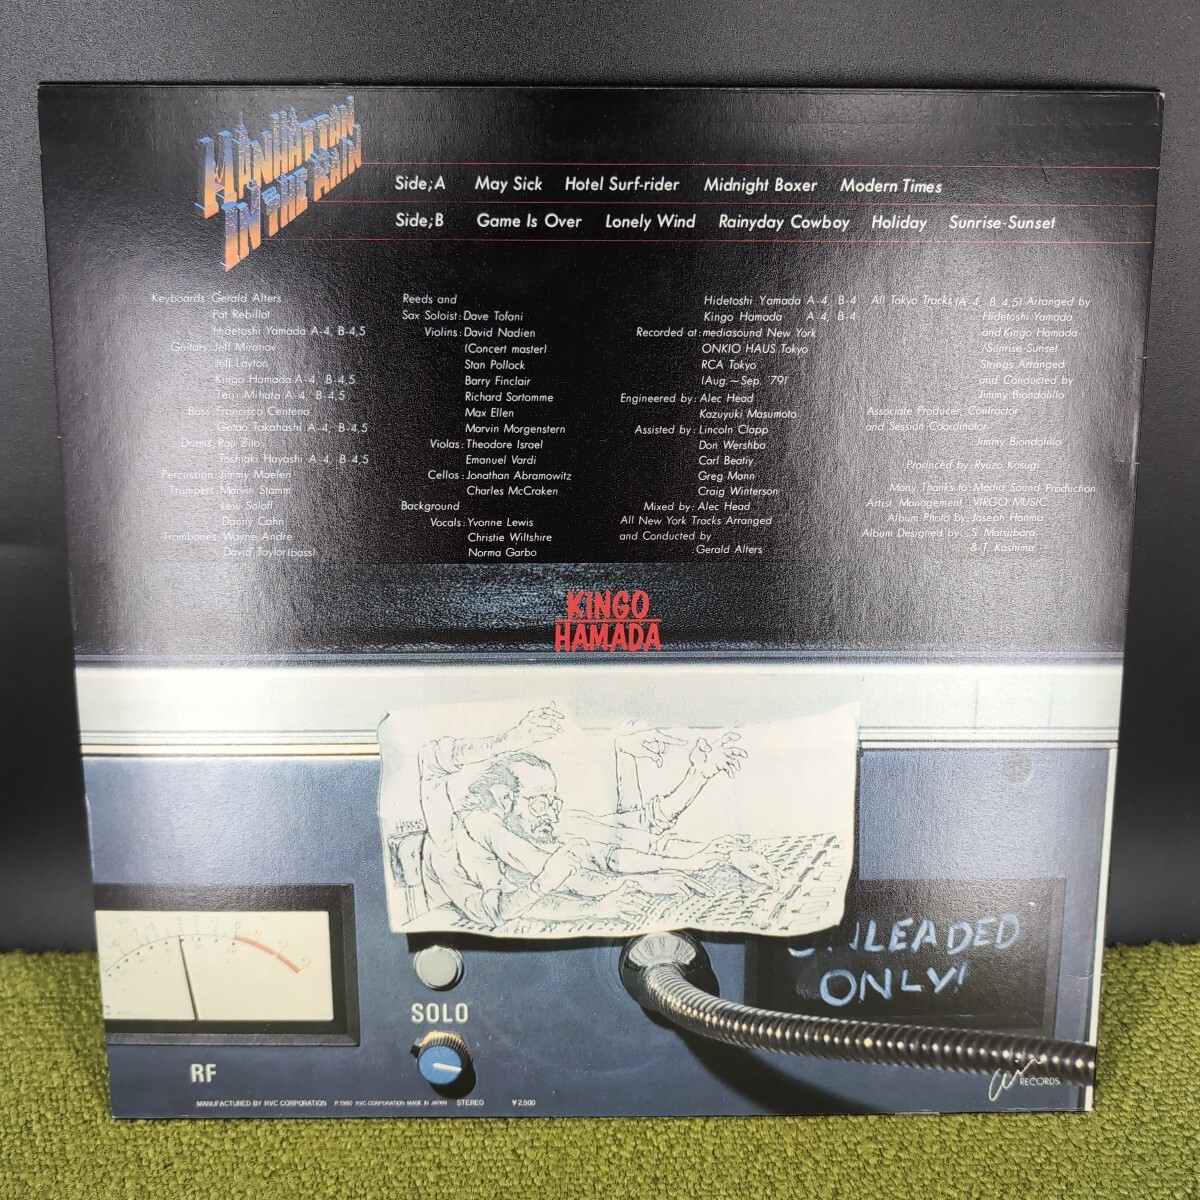 MANHATTAN
IN THE RAIN
Side;A May Sick Hotel Surf-rider Midnight Boxer Modern Times
Side;B Game Is Over Lonely Wind Rainyday Cowboy Holiday Sunrise-Sunset
Keyboards: Gerald Alters
Pat Rebillot
Hidetoshi Yamada A-4, B-4,5
Guitars: Jeff Mironov
Jeff Layton
Kingo Hamada A-4, B-4,5
Teiji Mihata A-4, B-4,5
Bass: Francisco Centeno
Getao Takahashi A-4, B-4,5
Drums: Ron Zito
Toshiaki Hayashi A-4, B-4,5
Percussion: Jimmy Maelen
Trumpets: Marvin Stamm
Lew Soloff
Danny Cahn
Trombones: Wayne Andre
David Taylor(bass)
Reeds and
Sax Soloist: Dave Tofani
Violins: David Nadien
(Concert master)
Stan Pollock
Barry Finclair
Richard Sortomme
Max Ellen
Marvin Morgenstern
Violas: Theodore Israel
Emanuel Vardi
Cellos: Jonathan Abramowitz
Charles McCraken
Background
Vocals: Yvonne Lewis
Christie Wiltshire
Norma Garbo
Hidetoshi Yamada A-4, B-4
Kingo Hamada A-4, B-4
Recorded at: mediasound New York
ONKIO HAUS Tokyo
RCA Tokyo
(Aug.~Sep. '79)
Engineered by: Alec Head
Kazuyuki Masumoto
Assisted by: Lincoln Clapp
Don Wershba
Carl Beatiy
Greg Mann
Craig Winterson
Mixed by: Alec Head
All New York Tracks Arranged
and Conducted by
Gerald Alters
All Tokyo Tracks (A-4, B-4,5) Arranged by
Hidetoshi Yamada
and Kingo Hamada
(Sunrise-Sunset
Strings Arranged
and Conducted by
Jimmy Biondolillo
Associate Producer, Contractor
and Session Coordinator
Jimmy Biondolillo
Produced by: Ryuzo Kosugi
Many Thanks to: Media Sound Production
Artist Management: VIRGO MUSIC
Album Photo by: Joseph Honma
Album Designed by: S. Matsubara
& T. Kashima
KINGO
HAMADA
UNLEADED
ONLY!
SOLO
RF
air RECORDS
MANUFACTURED BY RVC CORPORATION ℗1980 RVC CORPORATION MADE IN JAPAN STEREO ¥2,500